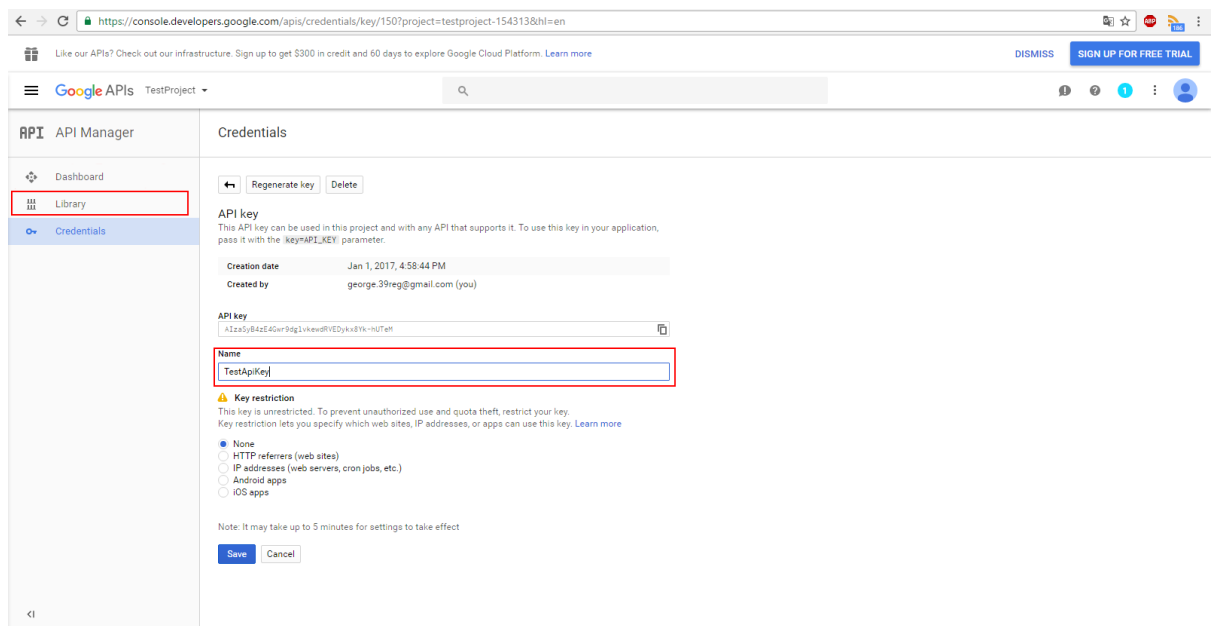 https://console.developers.google.com/apis/credentials/key/150?project=testproject-154313&hl=en
ABP
186
Like our APIs? Check out our infrastructure. Sign up to get $300 in credit and 60 days to explore Google Cloud Platform. Learn more
DISMISS
SIGN UP FOR FREE TRIAL
Google APIs TestProject
1
API API Manager
Credentials
Dashboard
Library
Credentials
Regenerate key
Delete
API key
This API key can be used in this project and with any API that supports it. To use this key in your application,
pass it with the key=API_KEY parameter.
Creation date Jan 1, 2017, 4:58:44 PM
Created by george.39reg@gmail.com (you)
API key
Name
TestApiKey
Key restriction
This key is unrestricted. To prevent unauthorized use and quota theft, restrict your key.
Key restriction lets you specify which web sites, IP addresses, or apps can use this key. Learn more
None
HTTP referrers (web sites)
IP addresses (web servers, cron jobs, etc.)
Android apps
iOS apps
Note: It may take up to 5 minutes for settings to take effect
Save
Cancel